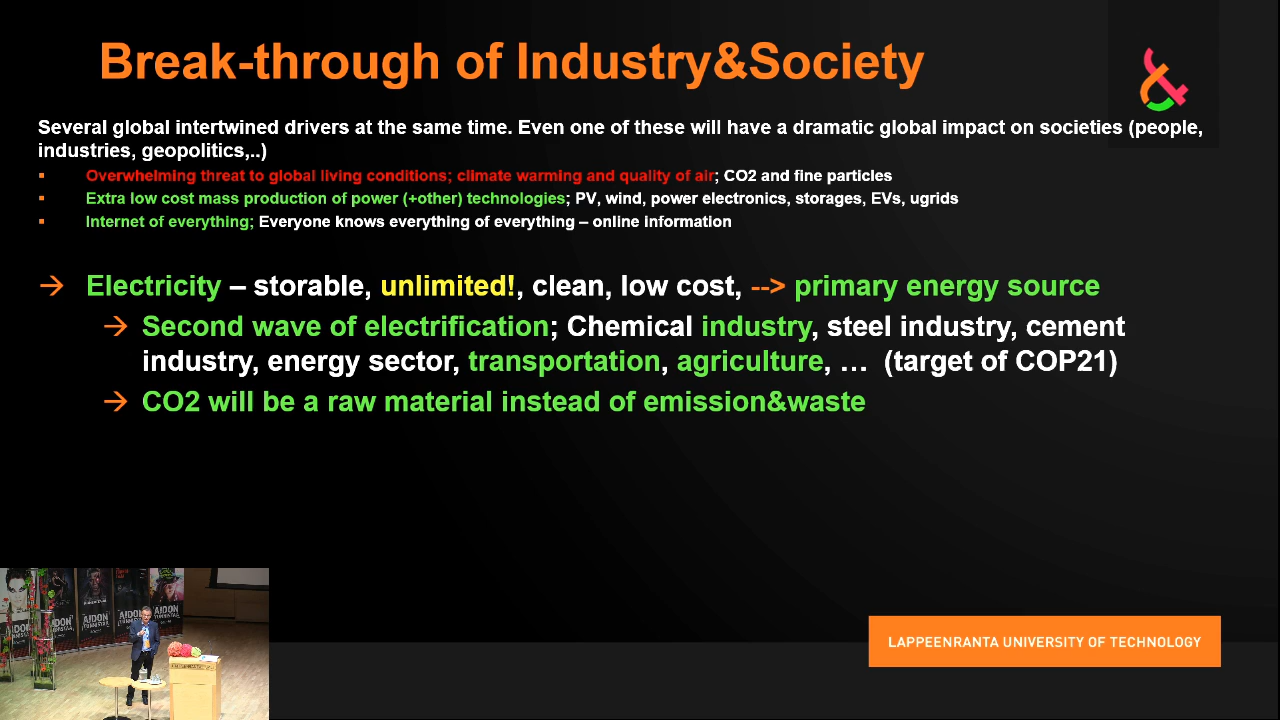 Break-through of Industry&Society
Several global intertwined drivers at the same time. Even one of these will have a dramatic global impact on societies (people,
industries, geopolitics,..)
▪ Overwhelming threat to global living conditions; climate warming and quality of air; CO2 and fine particles
▪ Extra low cost mass production of power (+other) technologies; PV, wind, power electronics, storages, EVs, ugrids
▪ Internet of everything; Everyone knows everything of everything – online information
→ Electricity – storable, unlimited!, clean, low cost, --> primary energy source
→ Second wave of electrification; Chemical industry, steel industry, cement
industry, energy sector, transportation, agriculture, … (target of COP21)
→ CO2 will be a raw material instead of emission&waste
&
AIDON
AIDON
AIDON
LAPPEENRANTA UNIVERSITY OF TECHNOLOGY